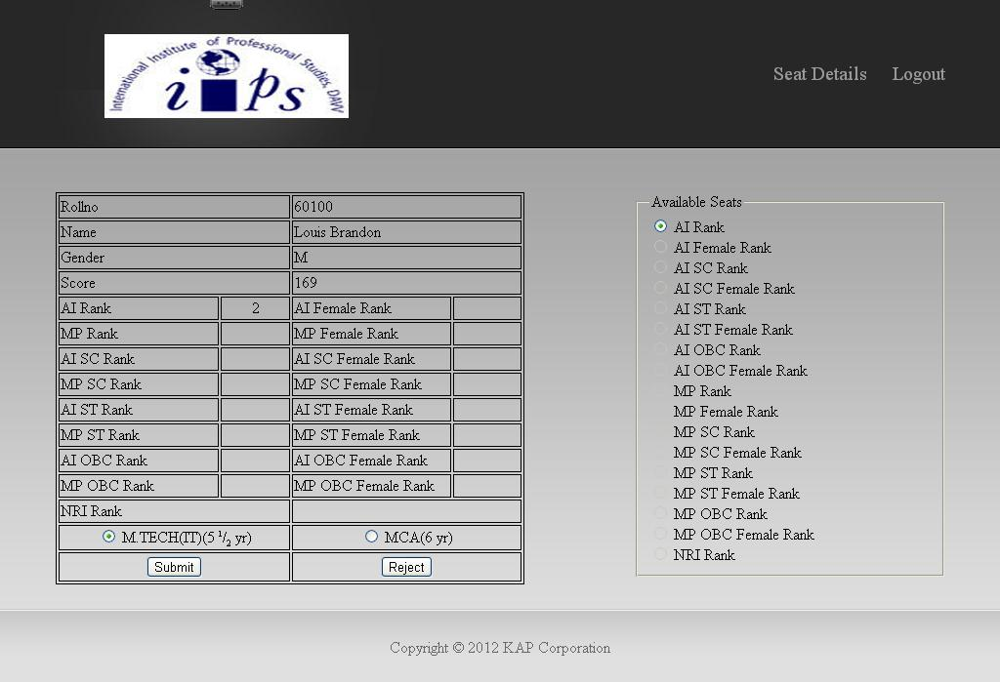 International Institute of Professional Studies, DAVV
i ps
Seat Details Logout
Rollno 60100
Name Louis Brandon
Gender M
Score 169
AI Rank 2 AI Female Rank
MP Rank MP Female Rank
AI SC Rank AI SC Female Rank
MP SC Rank MP SC Female Rank
AI ST Rank AI ST Female Rank
MP ST Rank MP ST Female Rank
AI OBC Rank AI OBC Female Rank
MP OBC Rank MP OBC Female Rank
NRI Rank
M.TECH(IT)(5 1/2 yr) MCA(6 yr)
Submit Reject
Available Seats
AI Rank
AI Female Rank
AI SC Rank
AI SC Female Rank
AI ST Rank
AI ST Female Rank
AI OBC Rank
AI OBC Female Rank
MP Rank
MP Female Rank
MP SC Rank
MP SC Female Rank
MP ST Rank
MP ST Female Rank
MP OBC Rank
MP OBC Female Rank
NRI Rank
Copyright © 2012 KAP Corporation